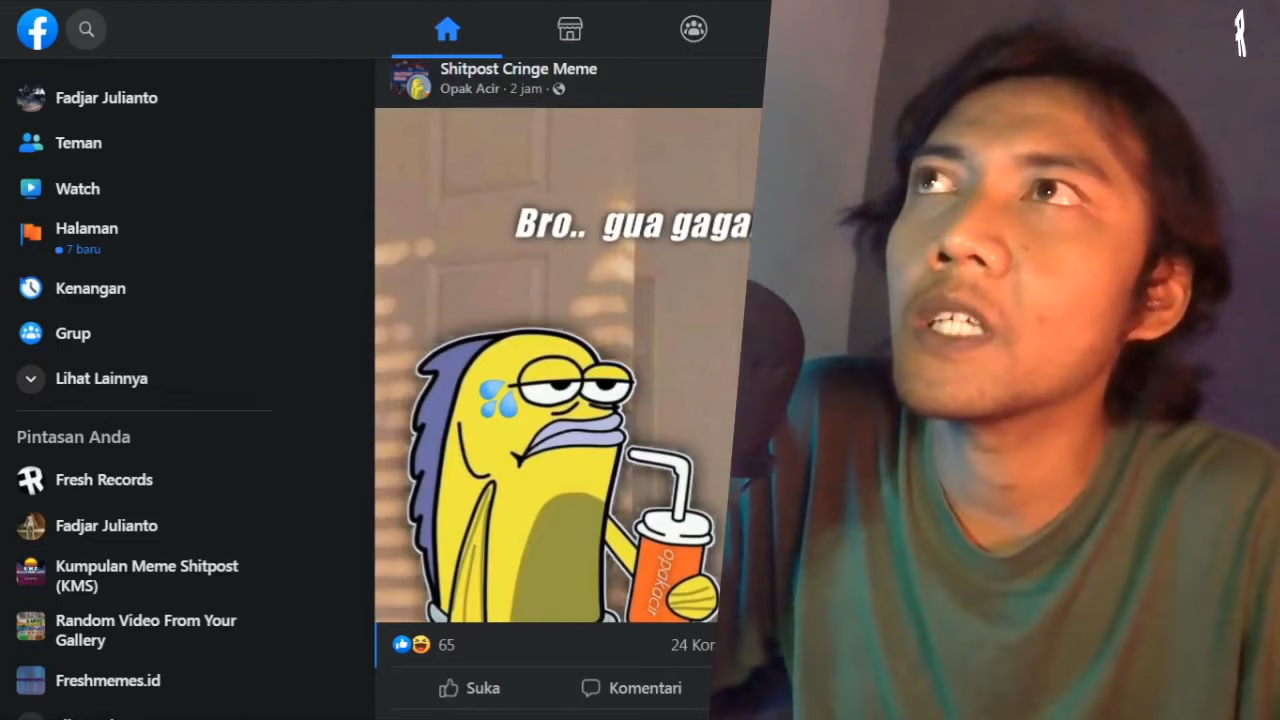 Shitpost Cringe Meme
Opak Acir · 2 jam ·
Fadjar Julianto
Teman
Watch
Halaman
7 baru
Kenangan
Grup
Lihat Lainnya
Pintasan Anda
Fresh Records
Fadjar Julianto
Kumpulan Meme Shitpost
(KMS)
Random Video From Your
Gallery
Freshmemes.id
Bro.. gua gaga
opakacir
65
24 Kor
Suka
Komentari